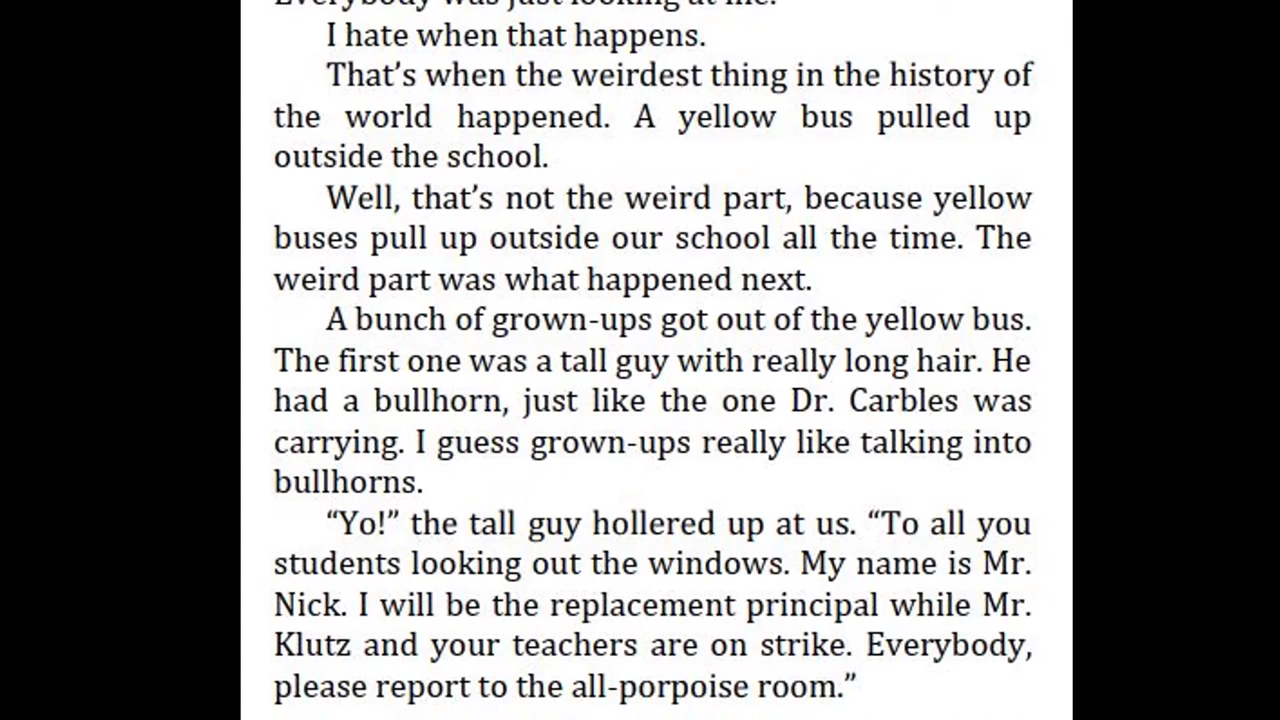 Everybody was just looking at me.
I hate when that happens.
That’s when the weirdest thing in the history of
the world happened. A yellow bus pulled up
outside the school.
Well, that’s not the weird part, because yellow
buses pull up outside our school all the time. The
weird part was what happened next.
A bunch of grown-ups got out of the yellow bus.
The first one was a tall guy with really long hair. He
had a bullhorn, just like the one Dr. Carbles was
carrying. I guess grown-ups really like talking into
bullhorns.
“Yo!” the tall guy hollered up at us. “To all you
students looking out the windows. My name is Mr.
Nick. I will be the replacement principal while Mr.
Klutz and your teachers are on strike. Everybody,
please report to the all-porpoise room.”